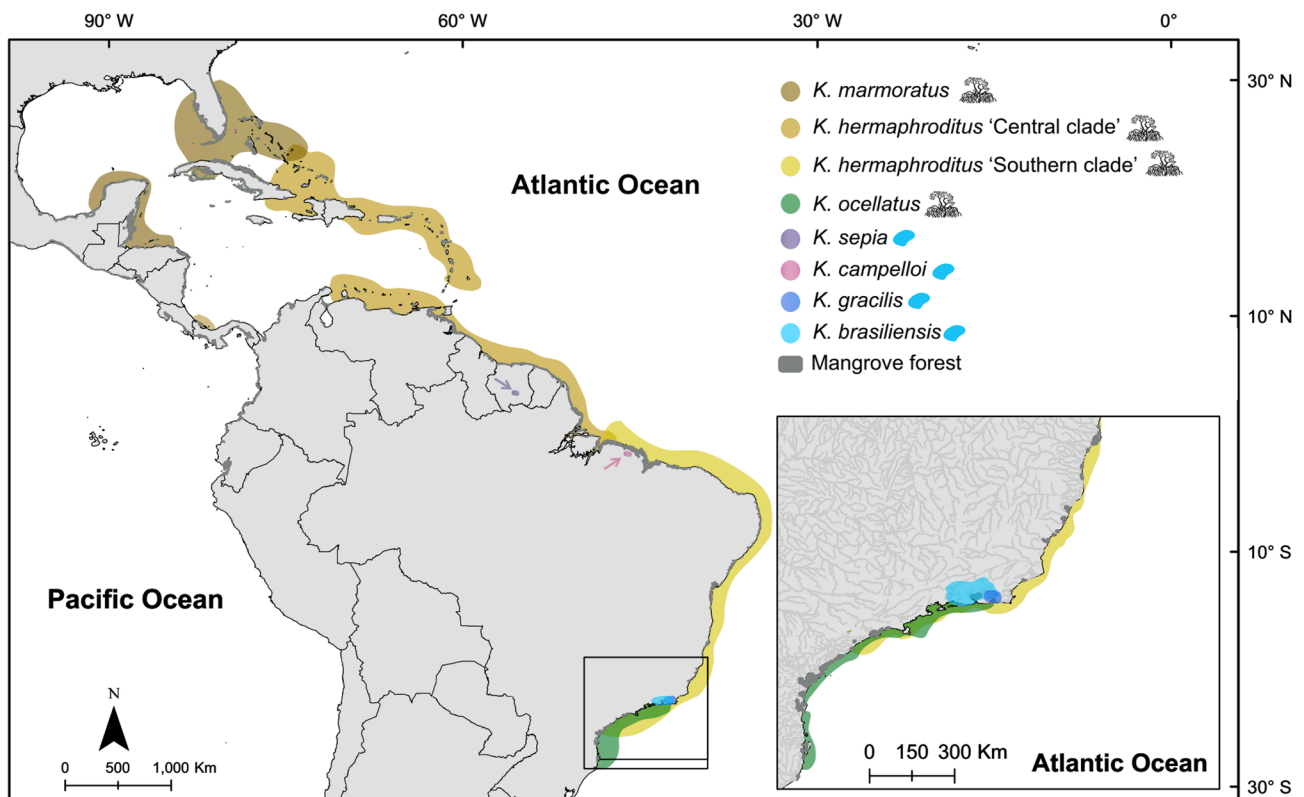 90° W
60° W
30° W
0°
30° N
K. marmoratus
K. hermaphroditus ‘Central clade’
K. hermaphroditus ‘Southern clade’
Atlantic Ocean
K. ocellatus
K. sepia
K. campelloi
K. gracilis
10° N
K. brasiliensis
Mangrove forest
10° S
Pacific Ocean
N
0 500 1,000 Km
0 150 300 Km
Atlantic Ocean
30° S